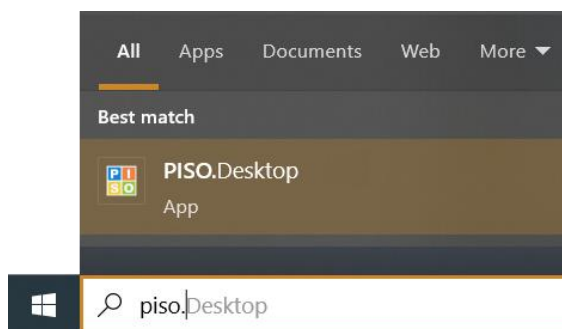 All Apps Documents Web More
Best match
PI
SO
PISO.Desktop
App
piso.Desktop